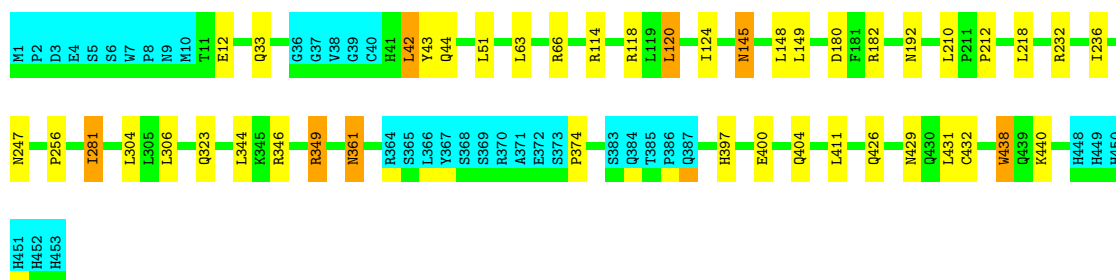 M1 P2 D3 E4 S5 S6 W7 P8 N9 M10 T11 E12 Q33 G36 G37 V38 G39 C40 H41 L42 Y43 Q44 L51 L63 R66 R114 R118 L119 L120 I124 N145 L148 L149 D180 F181 R182 N192 L210 P211 P212 L218 R232 I236
N247 P256 I281 L304 L305 L306 Q323 L344 K345 R346 R349 N361 R364 S365 L366 Y367 S368 S369 R370 A371 E372 S373 P374 S383 Q384 T385 P386 Q387 H397 E400 Q404 L411 Q426 N429 Q430 L431 C432 W438 Q439 K440 H448 H449 H450
H451 H452 H453